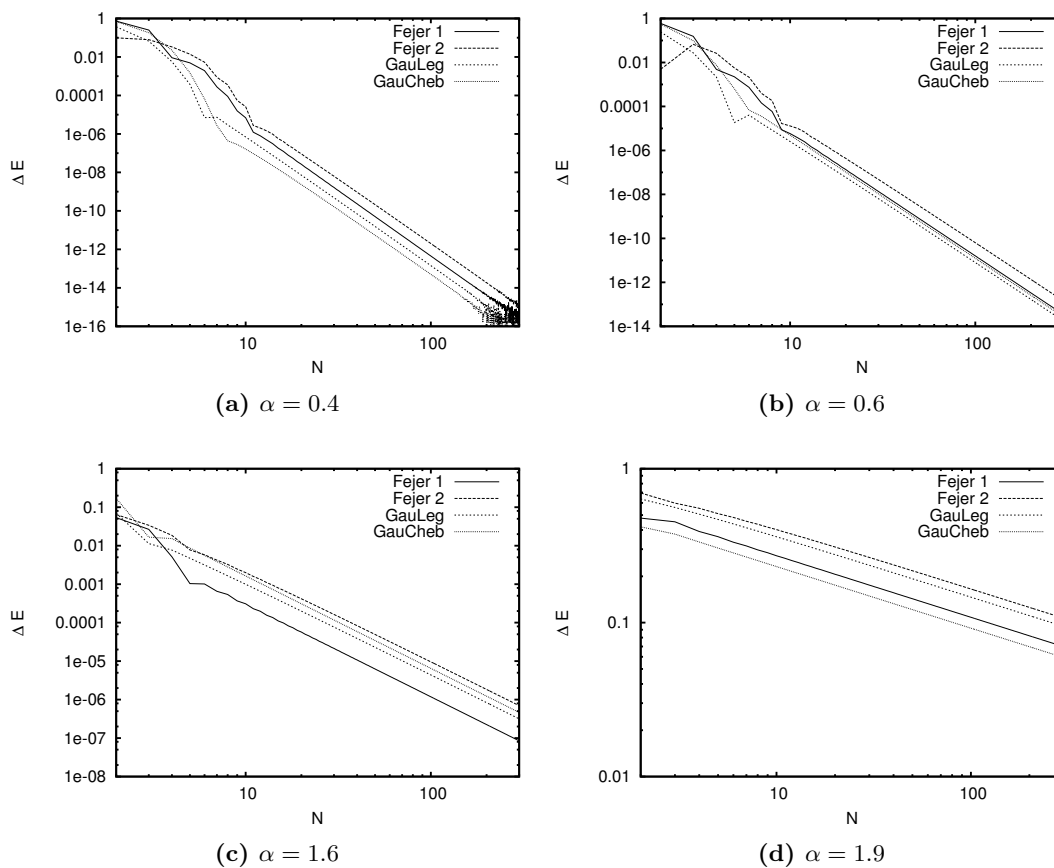 1
0.01
0.0001
1e-06
1e-08
1e-10
1e-12
1e-14
1e-16
10
100
Δ E
N
Fejer 1
Fejer 2
GauLeg
GauCheb
(a) α = 0.4
1
0.01
0.0001
1e-06
1e-08
1e-10
1e-12
1e-14
10
100
Δ E
N
Fejer 1
Fejer 2
GauLeg
GauCheb
(b) α = 0.6
1
0.1
0.01
0.001
0.0001
1e-05
1e-06
1e-07
1e-08
10
100
Δ E
N
Fejer 1
Fejer 2
GauLeg
GauCheb
(c) α = 1.6
1
0.1
0.01
10
100
Δ E
N
Fejer 1
Fejer 2
GauLeg
GauCheb
(d) α = 1.9